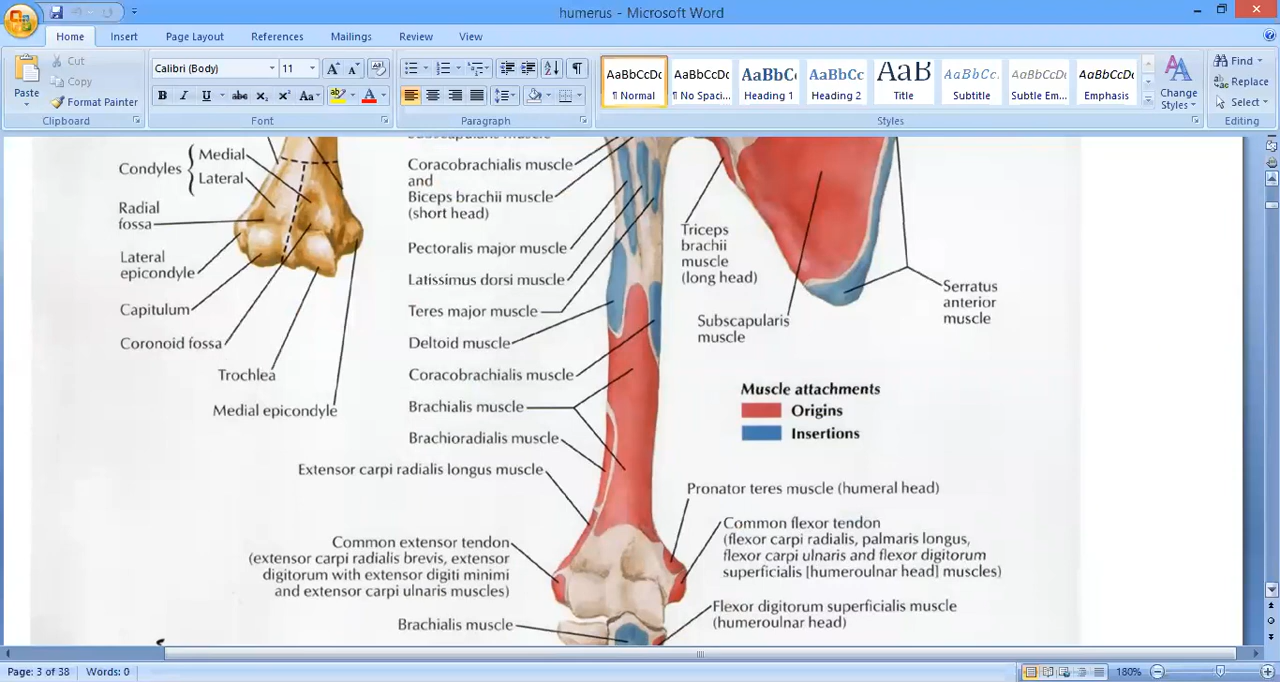 humerus - Microsoft Word
Home Insert Page Layout References Mailings Review View
Cut
Copy
Format Painter
Paste
Clipboard
Calibri (Body) 11
Font
Paragraph
AaBbCcDc AaBbCcDc AaBbC AaBbCc AaB AaBbCc. AaBbCcDc AaBbCcDc
¶ Normal ¶ No Spaci... Heading 1 Heading 2 Title Subtitle Subtle Em... Emphasis
Styles
Change Styles
Find
Replace
Select
Editing
Condyles
Medial
Lateral
Radial
fossa
Lateral
epicondyle
Capitulum
Coronoid fossa
Trochlea
Medial epicondyle
Coracobrachialis muscle
and
Biceps brachii muscle
(short head)
Pectoralis major muscle
Latissimus dorsi muscle
Teres major muscle
Deltoid muscle
Coracobrachialis muscle
Brachialis muscle
Brachioradialis muscle
Extensor carpi radialis longus muscle
Common extensor tendon
(extensor carpi radialis brevis, extensor
digitorum with extensor digiti minimi
and extensor carpi ulnaris muscles)
Brachialis muscle
Triceps
brachii
muscle
(long head)
Subscapularis
muscle
Serratus
anterior
muscle
Muscle attachments
Origins
Insertions
Pronator teres muscle (humeral head)
Common flexor tendon
(flexor carpi radialis, palmaris longus,
flexor carpi ulnaris and flexor digitorum
superficialis [humeroulnar head] muscles)
Flexor digitorum superficialis muscle
(humeroulnar head)
Page: 3 of 38 Words: 0
180%